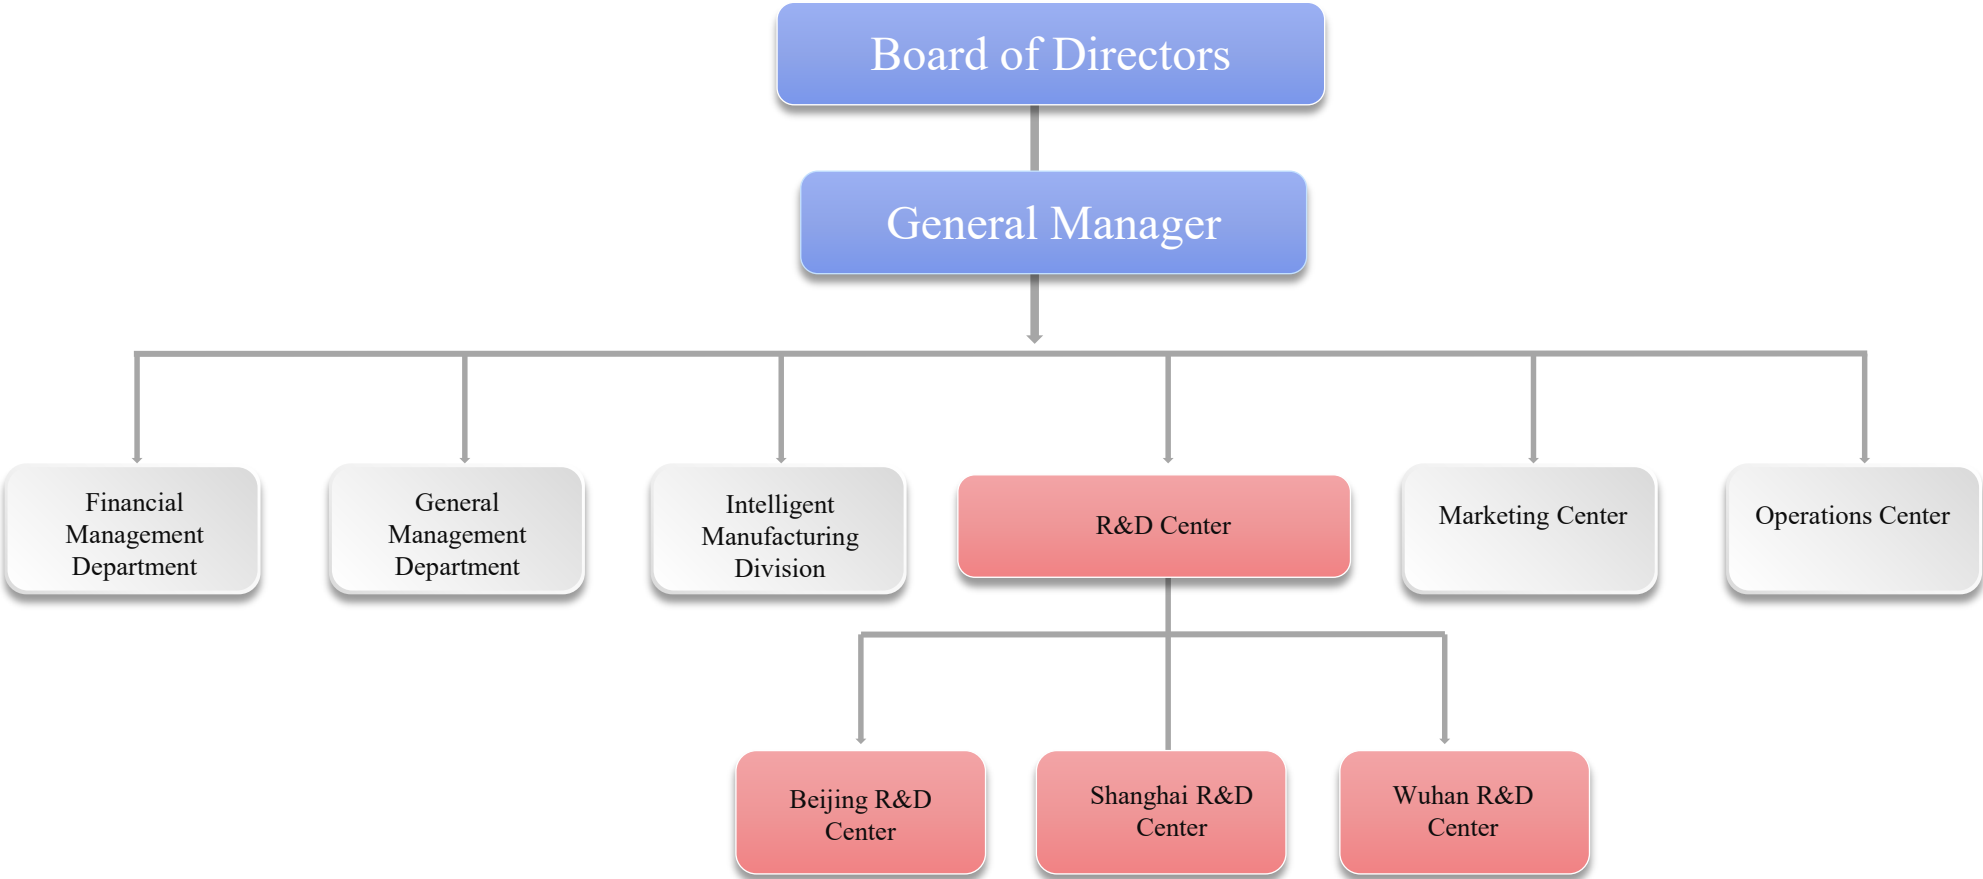 Board of Directors
General Manager
Financial
Management
Department
General
Management
Department
Intelligent
Manufacturing
Division
R&D Center
Marketing Center
Operations Center
Beijing R&D
Center
Shanghai R&D
Center
Wuhan R&D
Center